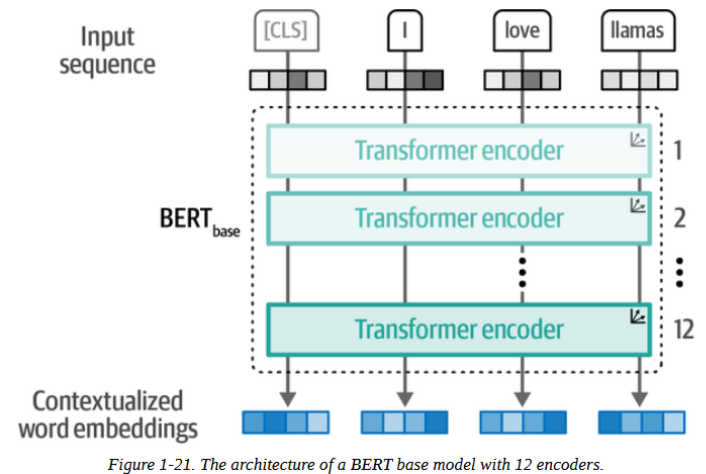 Input sequence
[CLS] I love llamas
Transformer encoder 1
Transformer encoder 2
BERT base
Transformer encoder 12
Contextualized word embeddings
Figure 1-21. The architecture of a BERT base model with 12 encoders.